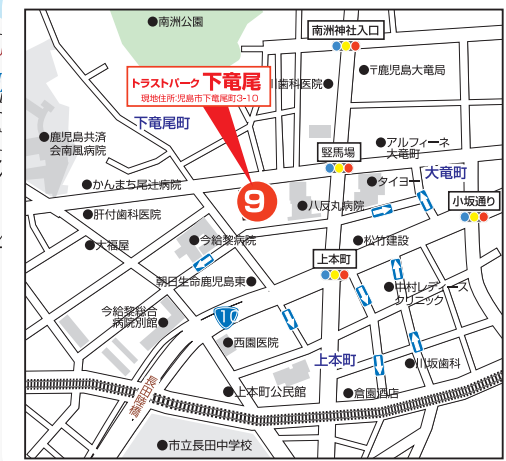 ●南洲公園
南洲神社入口
●〒鹿児島大竜局
トラストパーク 下竜尾
現地住所:児島市下竜尾町3-10
歯科医院●
下竜尾町
●鹿児島共済
会南風病院
●アルフィーネ
大竜町
竪馬場
大竜町
●かんまち尾辻病院
●タイヨー
9
小坂通り
●肝付歯科医院
●八反丸病院
●大福屋
●今給黎病院
●松竹建設
上本町
朝日生命鹿児島東●
●中村レディース
クリニック
今給黎総合
病院別館●
10
●西園医院
上本町
●川坂歯科
長田陸橋
●上本町公民館
●倉園酒店
●市立長田中学校